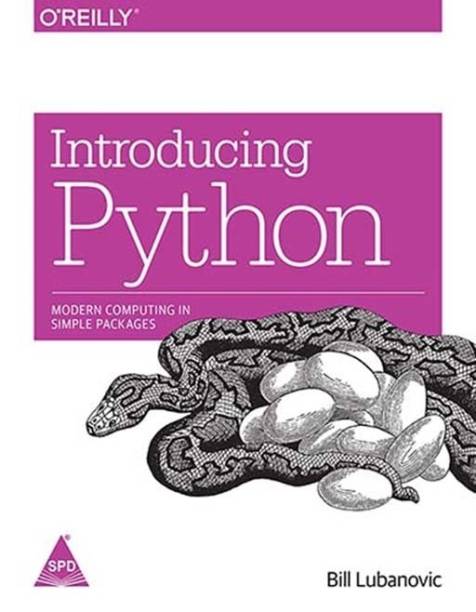 O'REILLY®
Introducing
Python
MODERN COMPUTING IN
SIMPLE PACKAGES
SPD
Bill Lubanovic